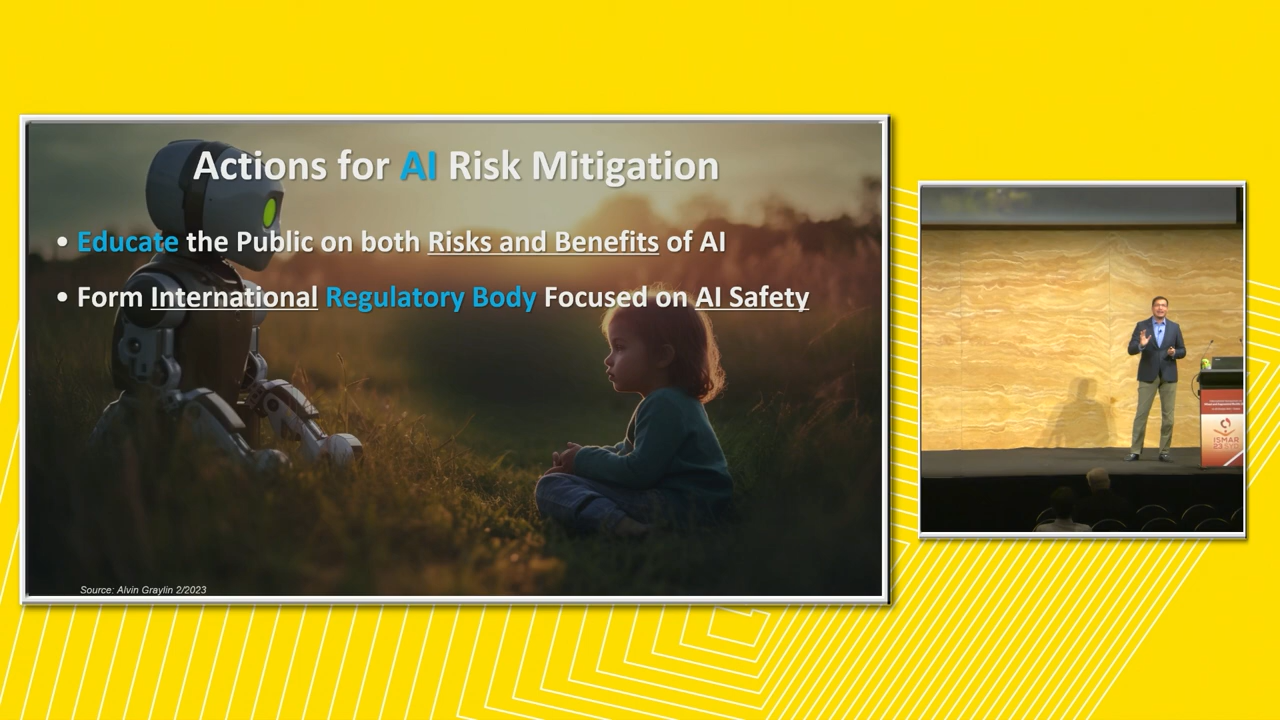 Actions for AI Risk Mitigation
• Educate the Public on both Risks and Benefits of AI
• Form International Regulatory Body Focused on AI Safety
Source: Alvin Graylin 2/2023
ISMAR